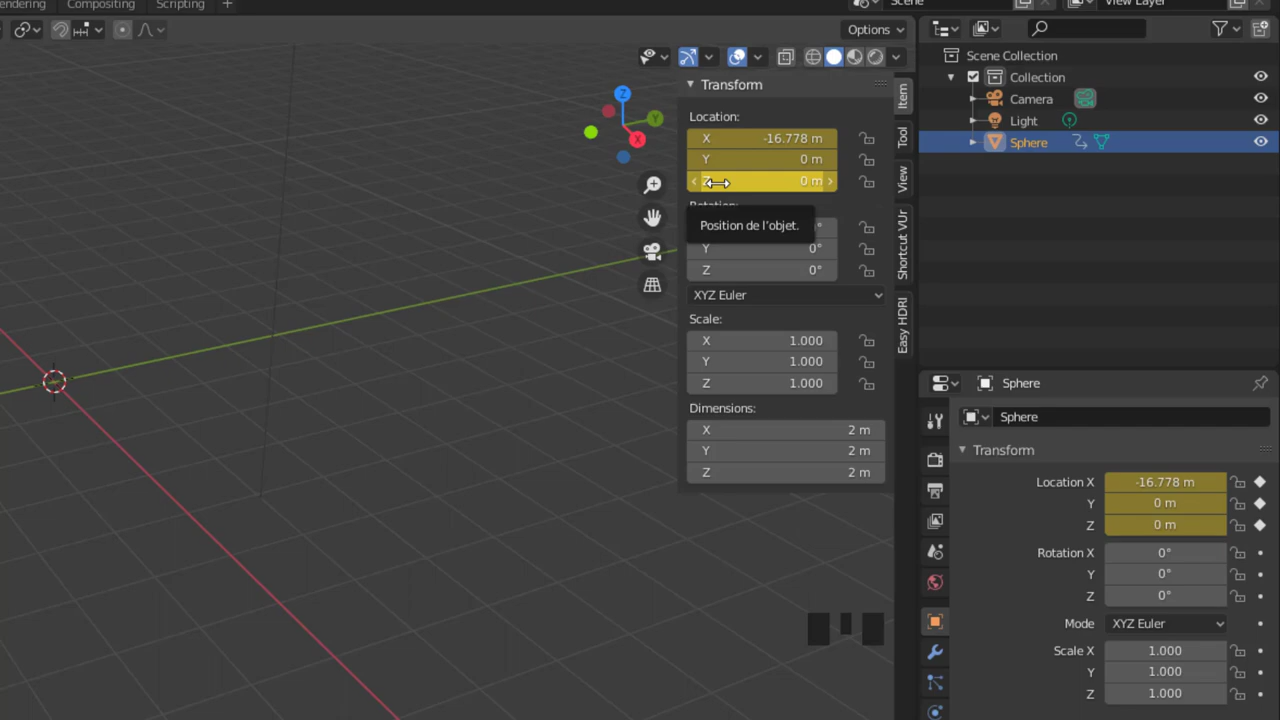 Compositing Scripting +
Scene
View Layer
Options
Transform
Location:
X -16.778 m
Y 0 m
0 m
Position de l'objet.
Y 0°
Z 0°
XYZ Euler
Scale:
X 1.000
Y 1.000
Z 1.000
Dimensions:
X 2 m
Y 2 m
Z 2 m
Z
Y
X
Item
Tool
View
Shortcut VUr
Easy HDRI
Scene Collection
Collection
Camera
Light
Sphere
Sphere
Sphere
Transform
Location X -16.778 m
Y 0 m
Z 0 m
Rotation X 0°
Y 0°
Z 0°
Mode XYZ Euler
Scale X 1.000
Y 1.000
Z 1.000